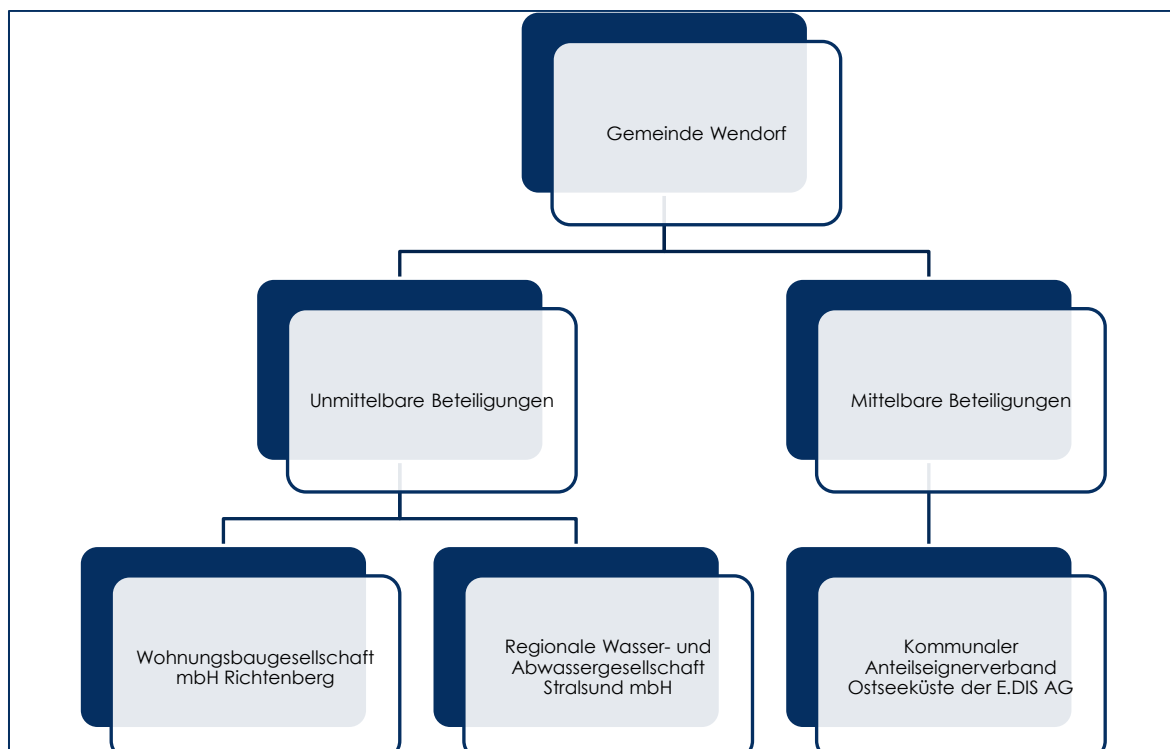 Gemeinde Wendorf
Unmittelbare Beteiligungen
Mittelbare Beteiligungen
Wohnungsbaugesellschaft
mbH Richtenberg
Regionale Wasser- und
Abwassergesellschaft
Stralsund mbH
Kommunaler
Anteilseignerverband
Ostseeküste der E.DIS AG